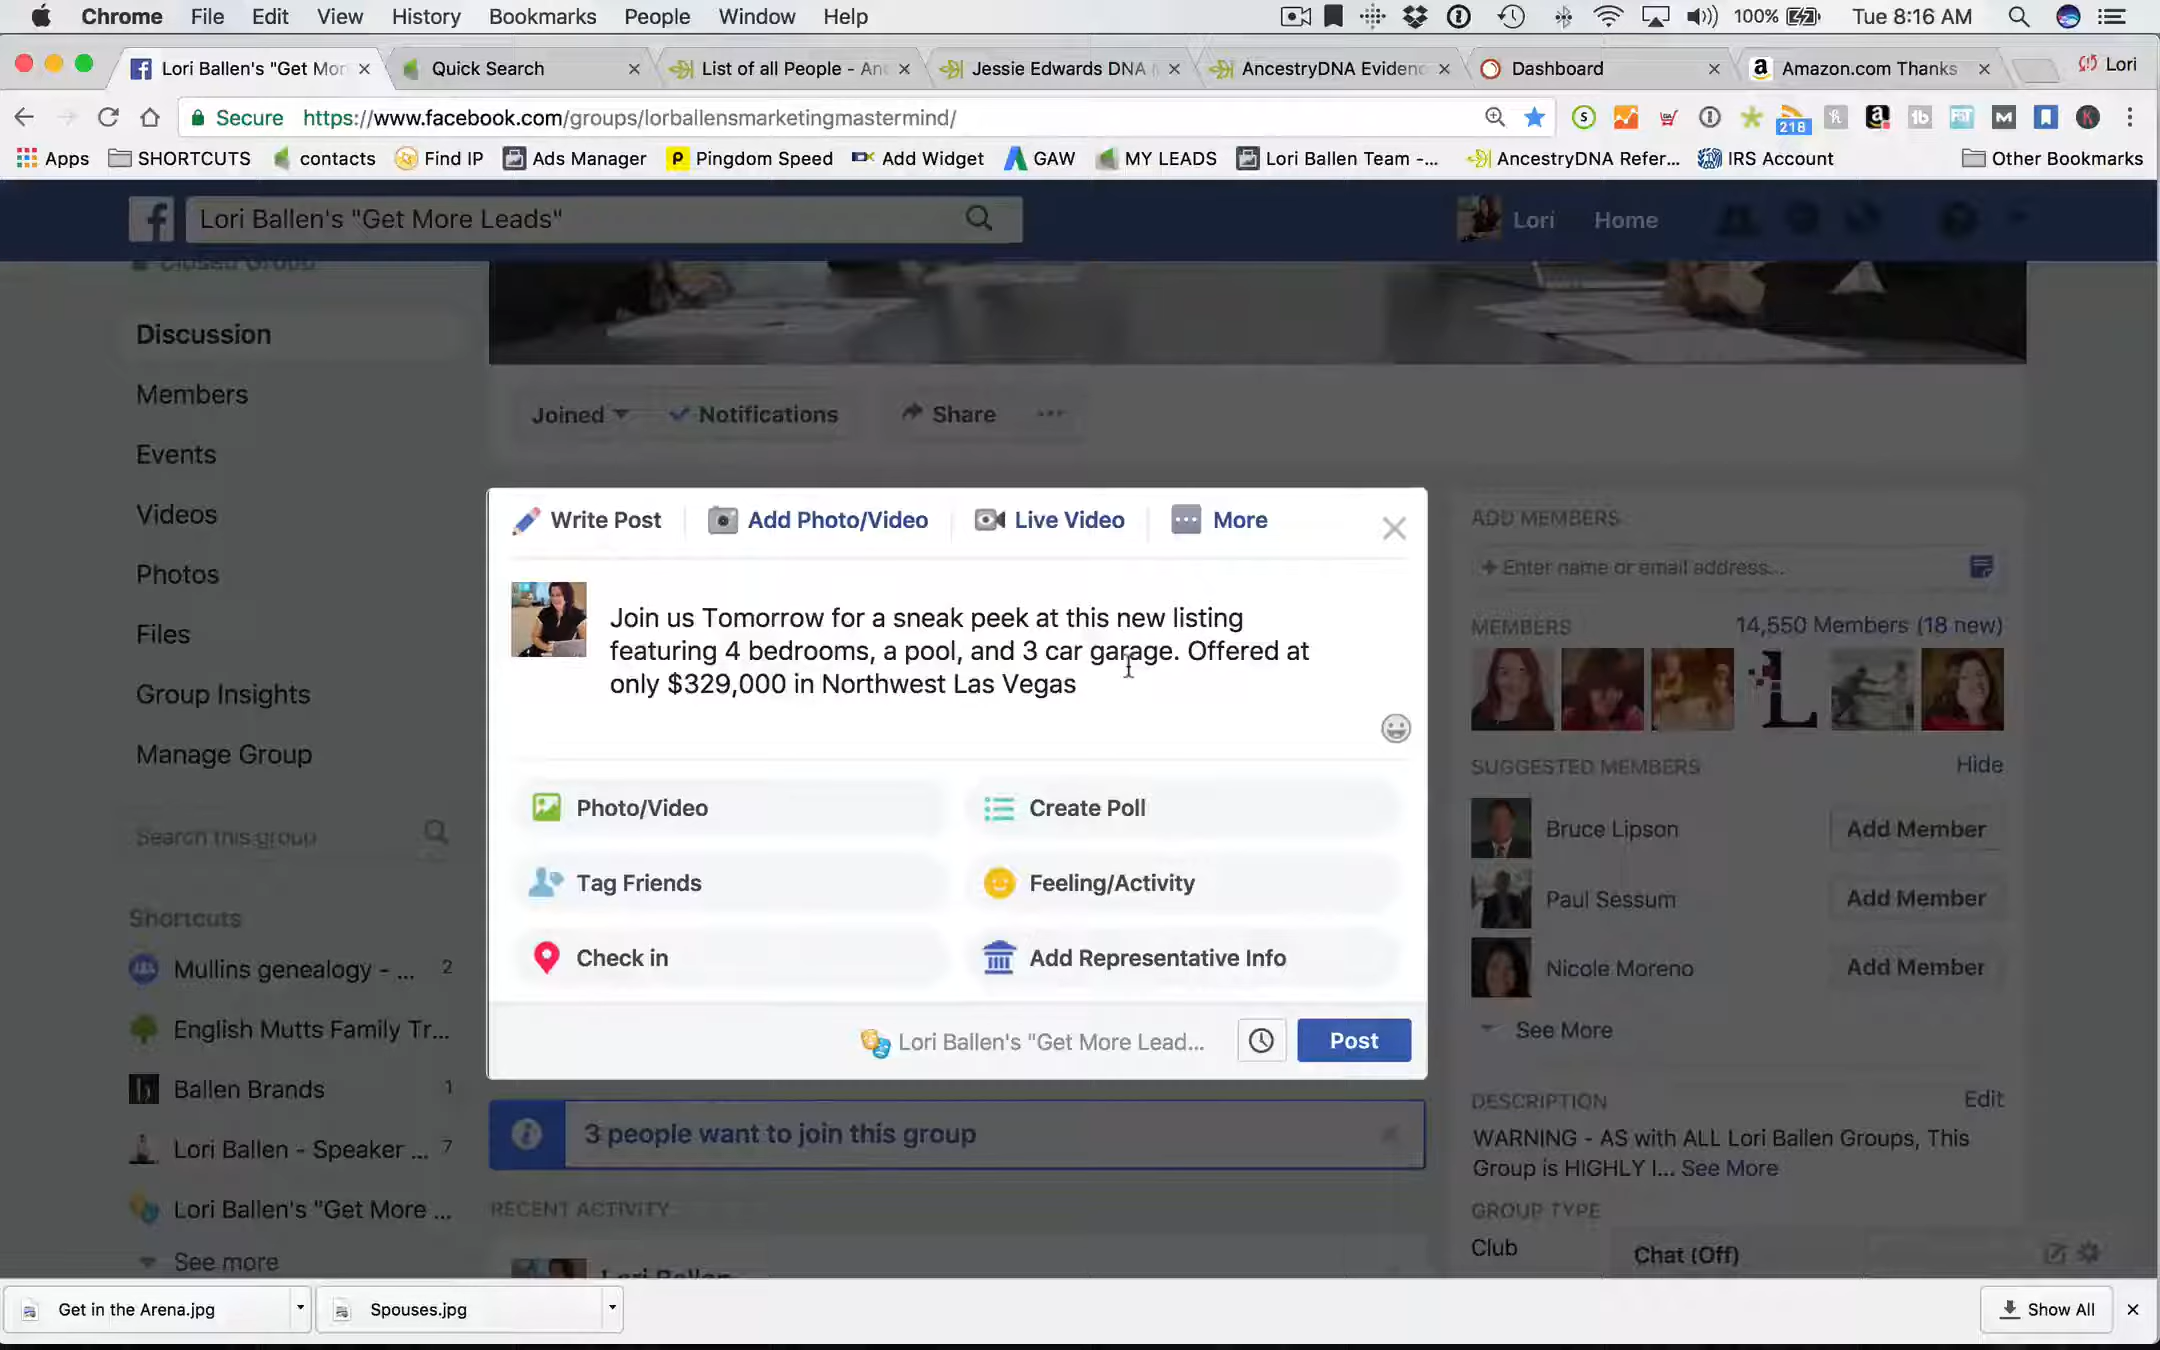 Chrome File Edit View History Bookmarks People Window Help 100% Tue 8:16 AM
Lori Ballen's "Get Mor Quick Search List of all People - Anc Jessie Edwards DNA AncestryDNA Evidenc Dashboard Amazon.com Thanks Lori
Secure https://www.facebook.com/groups/lorballensmarketingmastermind/ 218
Apps SHORTCUTS contacts Find IP Ads Manager Pingdom Speed Add Widget GAW MY LEADS Lori Ballen Team -... AncestryDNA Refer... IRS Account Other Bookmarks
Lori Ballen's "Get More Leads" Lori Home
Closed Group
Discussion
Members
Events
Videos
Photos
Files
Group Insights
Manage Group
Search this group
Shortcuts
Mullins genealogy - ... 2
English Mutts Family Tr...
Ballen Brands 1
Lori Ballen - Speaker ... 7
Lori Ballen's "Get More ...
See more
Joined Notifications Share ...
Write Post Add Photo/Video Live Video More
Join us Tomorrow for a sneak peek at this new listing
featuring 4 bedrooms, a pool, and 3 car garage. Offered at
only $329,000 in Northwest Las Vegas
Photo/Video Create Poll
Tag Friends Feeling/Activity
Check in Add Representative Info
Lori Ballen's "Get More Lead... Post
3 people want to join this group
RECENT ACTIVITY
Lori Ballen
ADD MEMBERS
+ Enter name or email address...
MEMBERS 14,550 Members (18 new)
SUGGESTED MEMBERS Hide
Bruce Lipson Add Member
Paul Sessum Add Member
Nicole Moreno Add Member
See More
DESCRIPTION Edit
WARNING - AS with ALL Lori Ballen Groups, This
Group is HIGHLY I... See More
GROUP TYPE
Club
Chat (Off)
Get in the Arena.jpg Spouses.jpg Show All